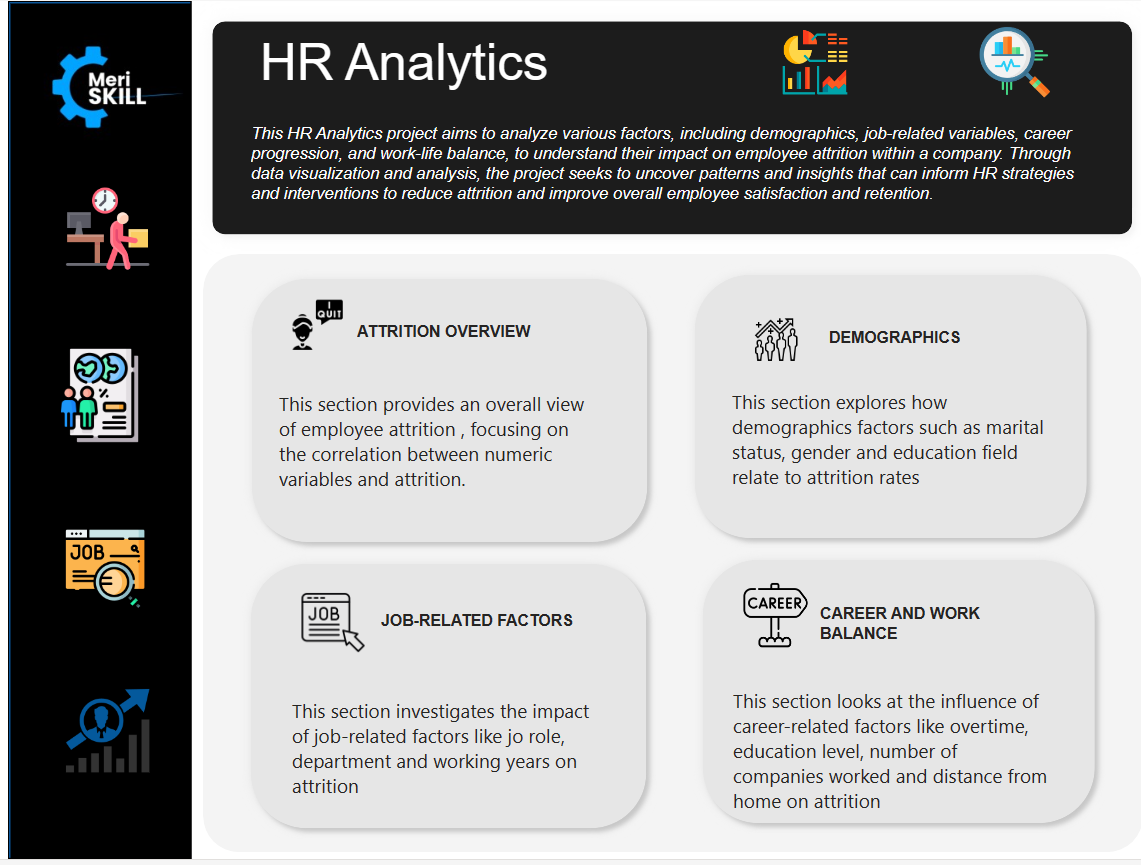 Meri
SKILL
HR Analytics
This HR Analytics project aims to analyze various factors, including demographics, job-related variables, career
progression, and work-life balance, to understand their impact on employee attrition within a company. Through
data visualization and analysis, the project seeks to uncover patterns and insights that can inform HR strategies
and interventions to reduce attrition and improve overall employee satisfaction and retention.
I
QUIT
ATTRITION OVERVIEW
This section provides an overall view
of employee attrition , focusing on
the correlation between numeric
variables and attrition.
DEMOGRAPHICS
This section explores how
demographics factors such as marital
status, gender and education field
relate to attrition rates
JOB
JOB
JOB-RELATED FACTORS
This section investigates the impact
of job-related factors like jo role,
department and working years on
attrition
CAREER
CAREER AND WORK
BALANCE
This section looks at the influence of
career-related factors like overtime,
education level, number of
companies worked and distance from
home on attrition